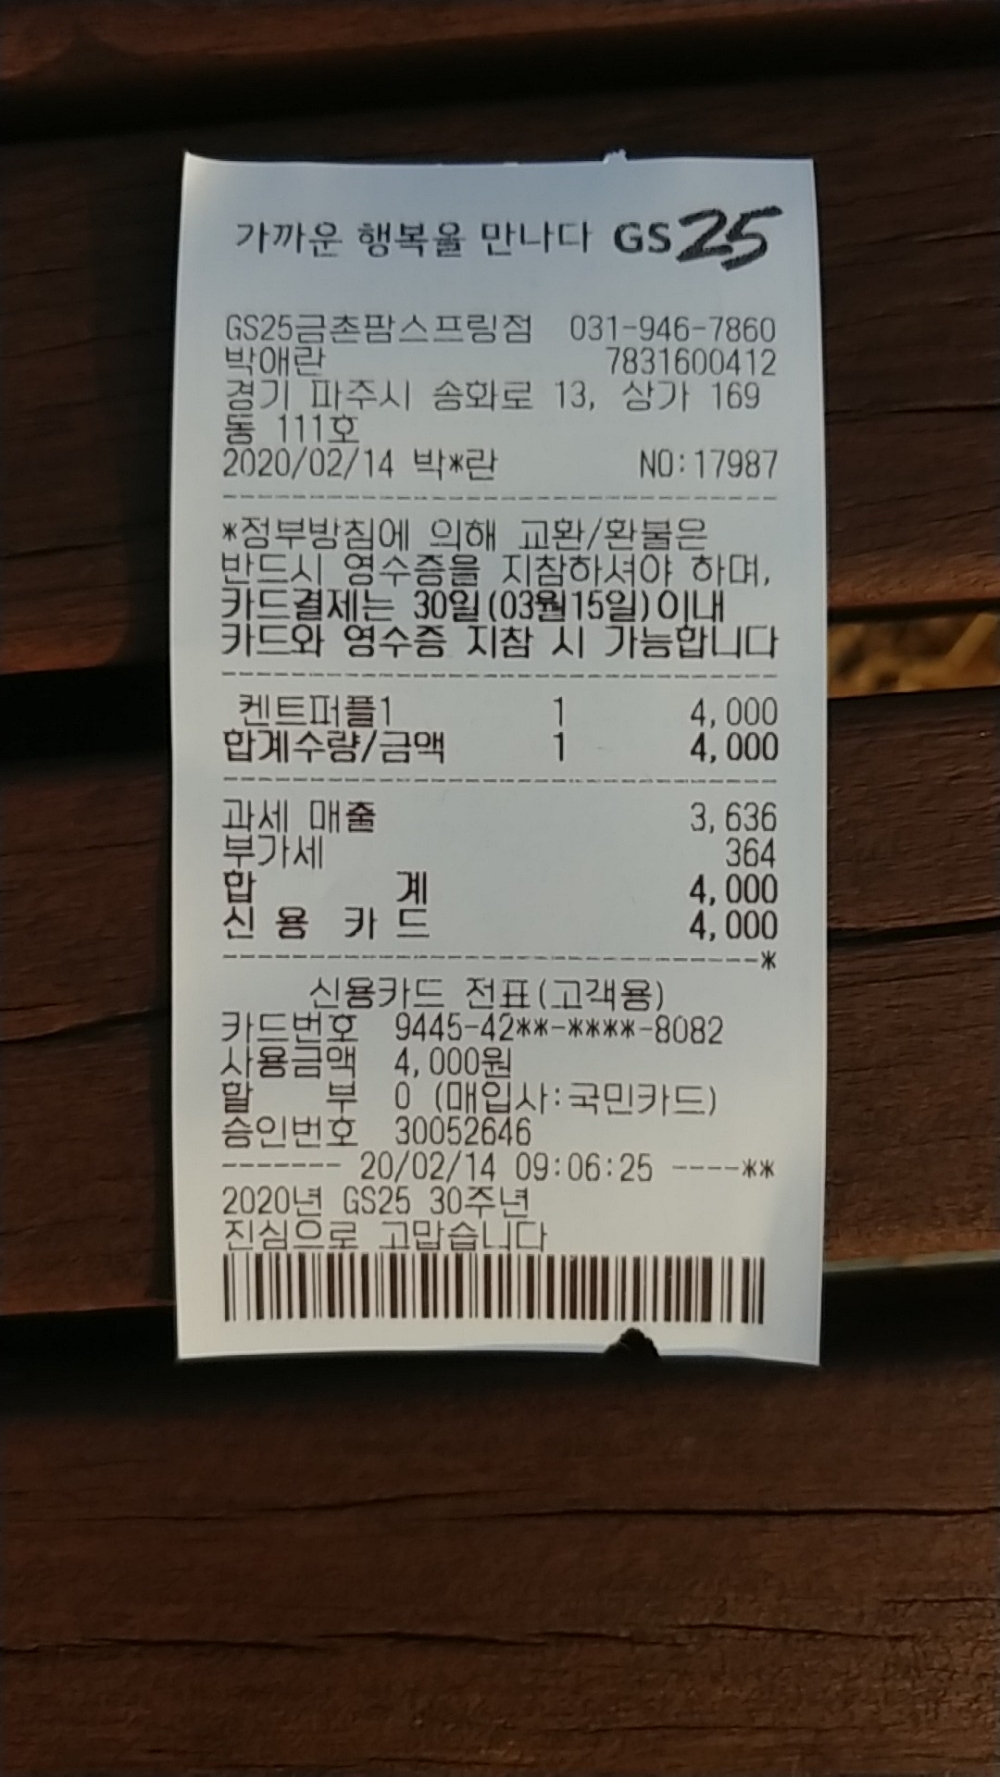 가까운 행복을 만나다 GS25
GS25금촌팜스프링점 031-946-7860
박애란 7831600412
경기 파주시 송화로 13, 상가 169
동 111호
2020/02/14 박*란 NO:17987
*정부방침에 의해 교환/환불은
반드시 영수증을 지참하셔야 하며,
카드결제는 30일(03월15일)이내
카드와 영수증 지참 시 가능합니다
켄트퍼플1 1 4,000
합계수량/금액 1 4,000
과세 매출 3,636
부가세 364
합 계 4,000
신 용 카 드 4,000
*
신용카드 전표(고객용)
카드번호 9445-42**-****-8082
사용금액 4,000원
할 부 0 (매입사:국민카드)
승인번호 30052646
------- 20/02/14 09:06:25 ----**
2020년 GS25 30주년
진심으로 고맙습니다